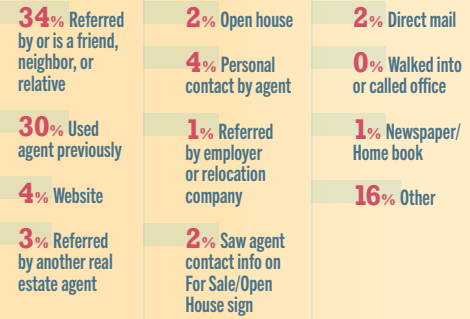 34% Referred
by or is a friend,
neighbor, or
relative
30% Used
agent previously
4% Website
3% Referred
by another real
estate agent
2% Open house
4% Personal
contact by agent
1% Referred
by employer
or relocation
company
2% Saw agent
contact info on
For Sale/Open
House sign
2% Direct mail
0% Walked into
or called office
1% Newspaper/
Home book
16% Other